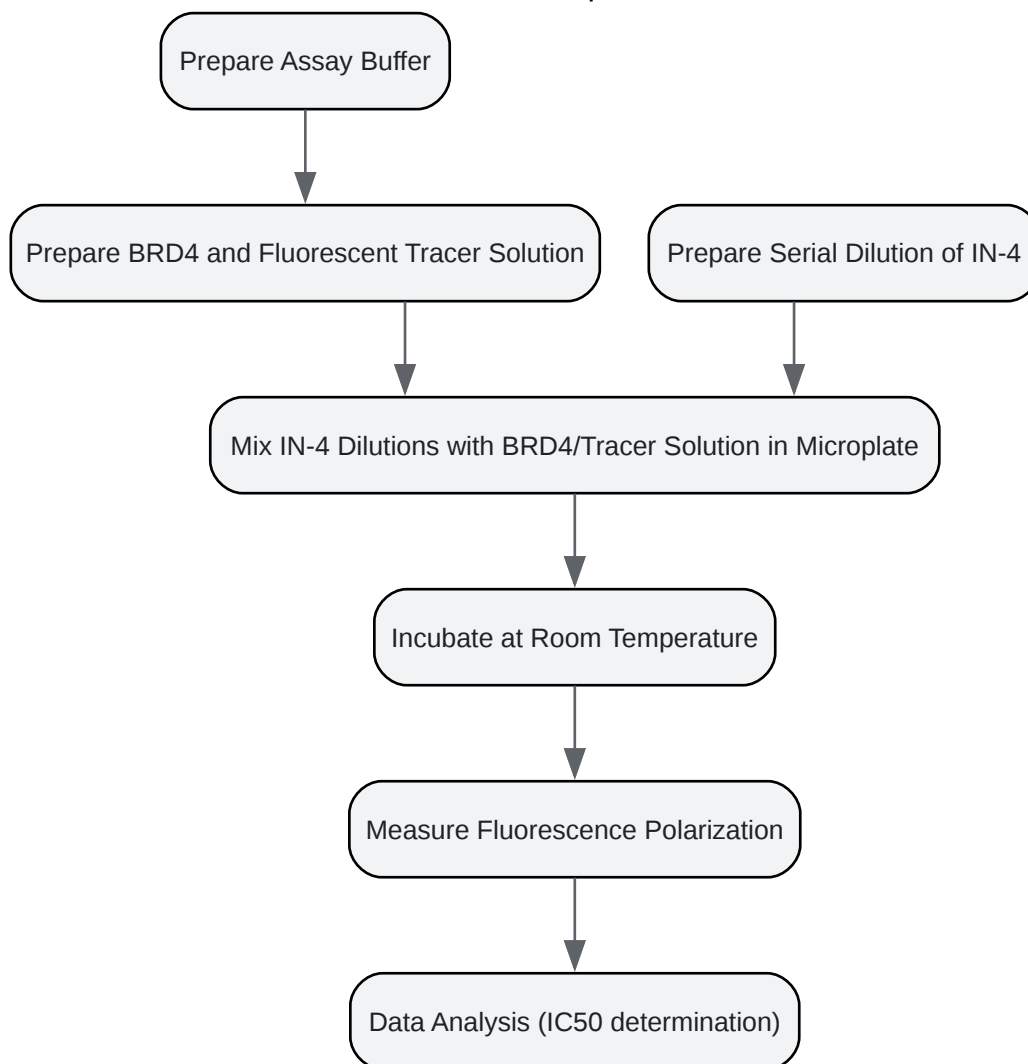 Prepare Assay Buffer
Prepare BRD4 and Fluorescent Tracer Solution
Prepare Serial Dilution of IN-4
Mix IN-4 Dilutions with BRD4/Tracer Solution in Microplate
Incubate at Room Temperature
Measure Fluorescence Polarization
Data Analysis (IC50 determination)